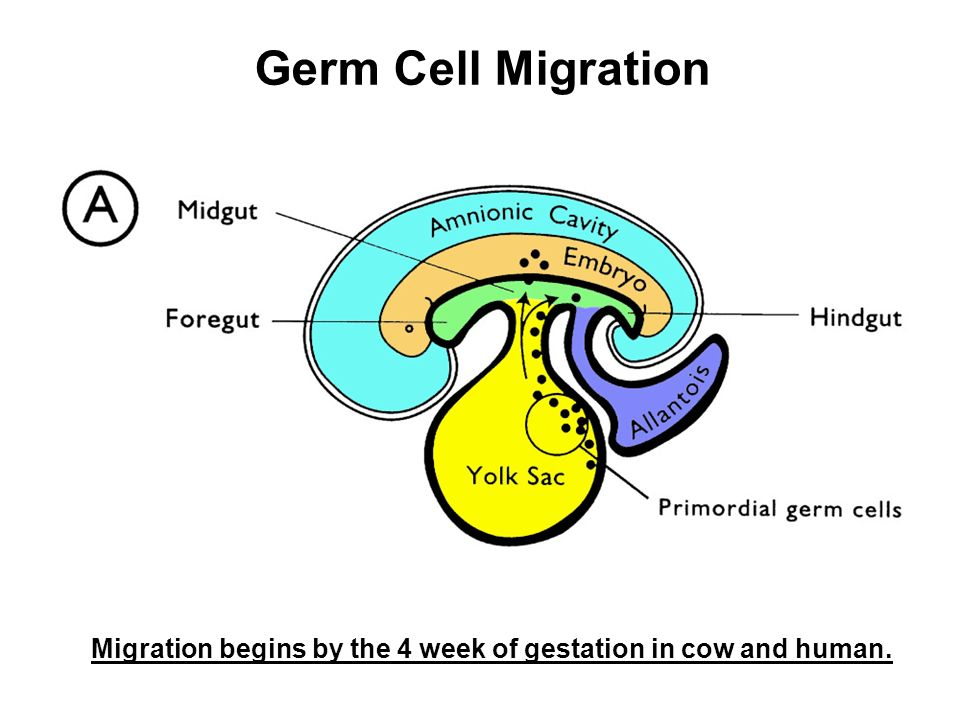 Germ Cell Migration
A
Midgut
Amnionic Cavity
Embryo
Foregut
Hindgut
Allantois
Yolk Sac
Primordial germ cells
Migration begins by the 4 week of gestation in cow and human.